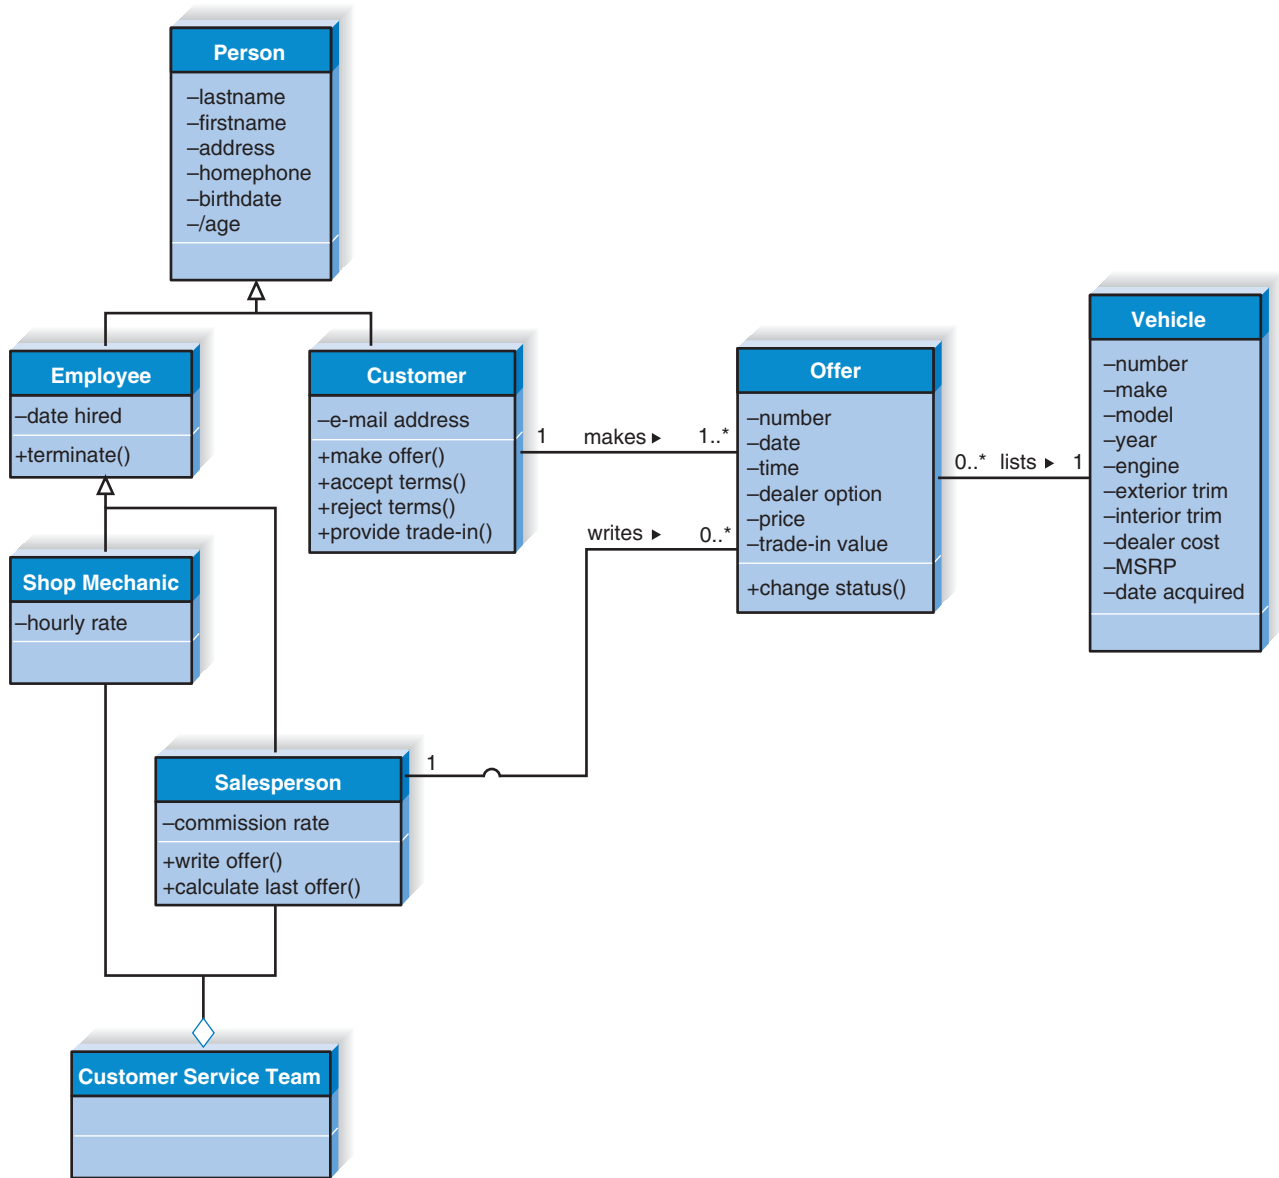 Person
–lastname
–firstname
–address
–homephone
–birthdate
–/age
Employee
–date hired
+terminate()
Customer
–e-mail address
+make offer()
+accept terms()
+reject terms()
+provide trade-in()
1 makes ▶ 1..*
Offer
–number
–date
–time
–dealer option
–price
–trade-in value
+change status()
0..* lists ▶ 1
Vehicle
–number
–make
–model
–year
–engine
–exterior trim
–interior trim
–dealer cost
–MSRP
–date acquired
writes ▶ 0..*
1
Shop Mechanic
–hourly rate
Salesperson
–commission rate
+write offer()
+calculate last offer()
Customer Service Team